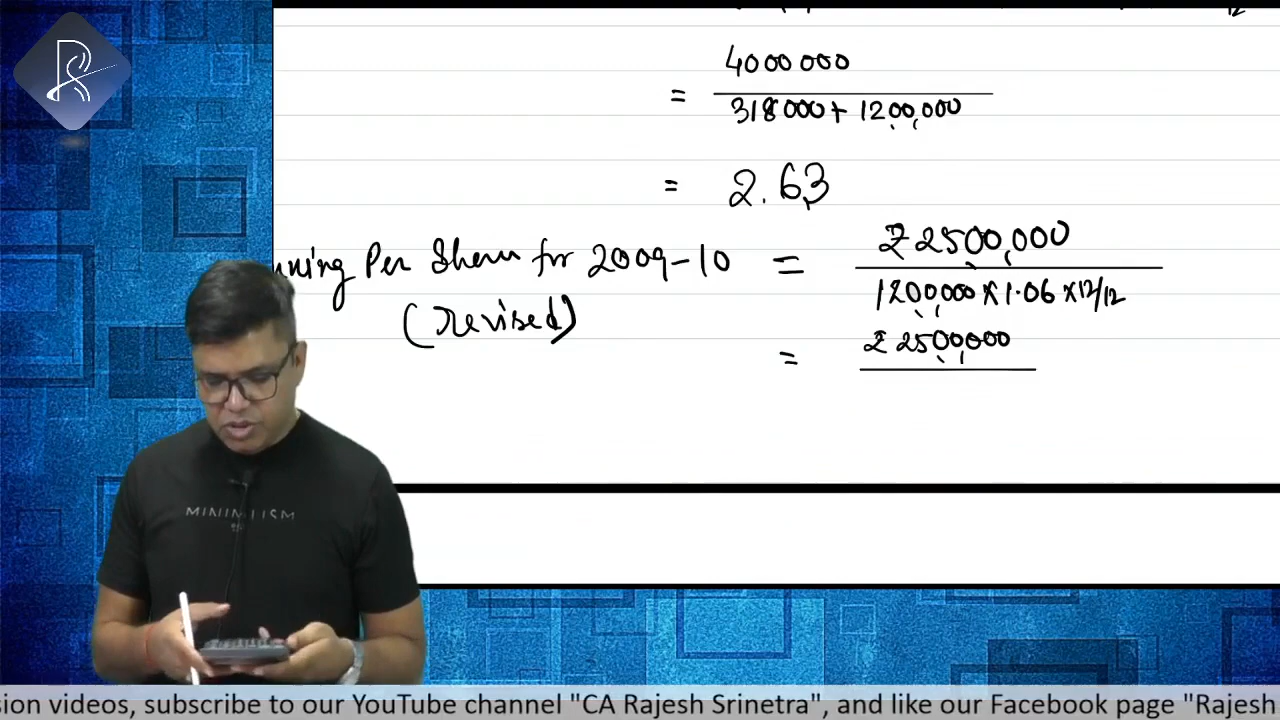 12
4000000
=
318000+ 1200,000
= 2.63
Per Share for 2009-10 = ₹2500,000
1200,000 x 1.06 x 12/12
(revised)
= ₹2500,000
MINIMLISM
sion videos, subscribe to our YouTube channel "CA Rajesh Srinetra", and like our Facebook page "Rajesh